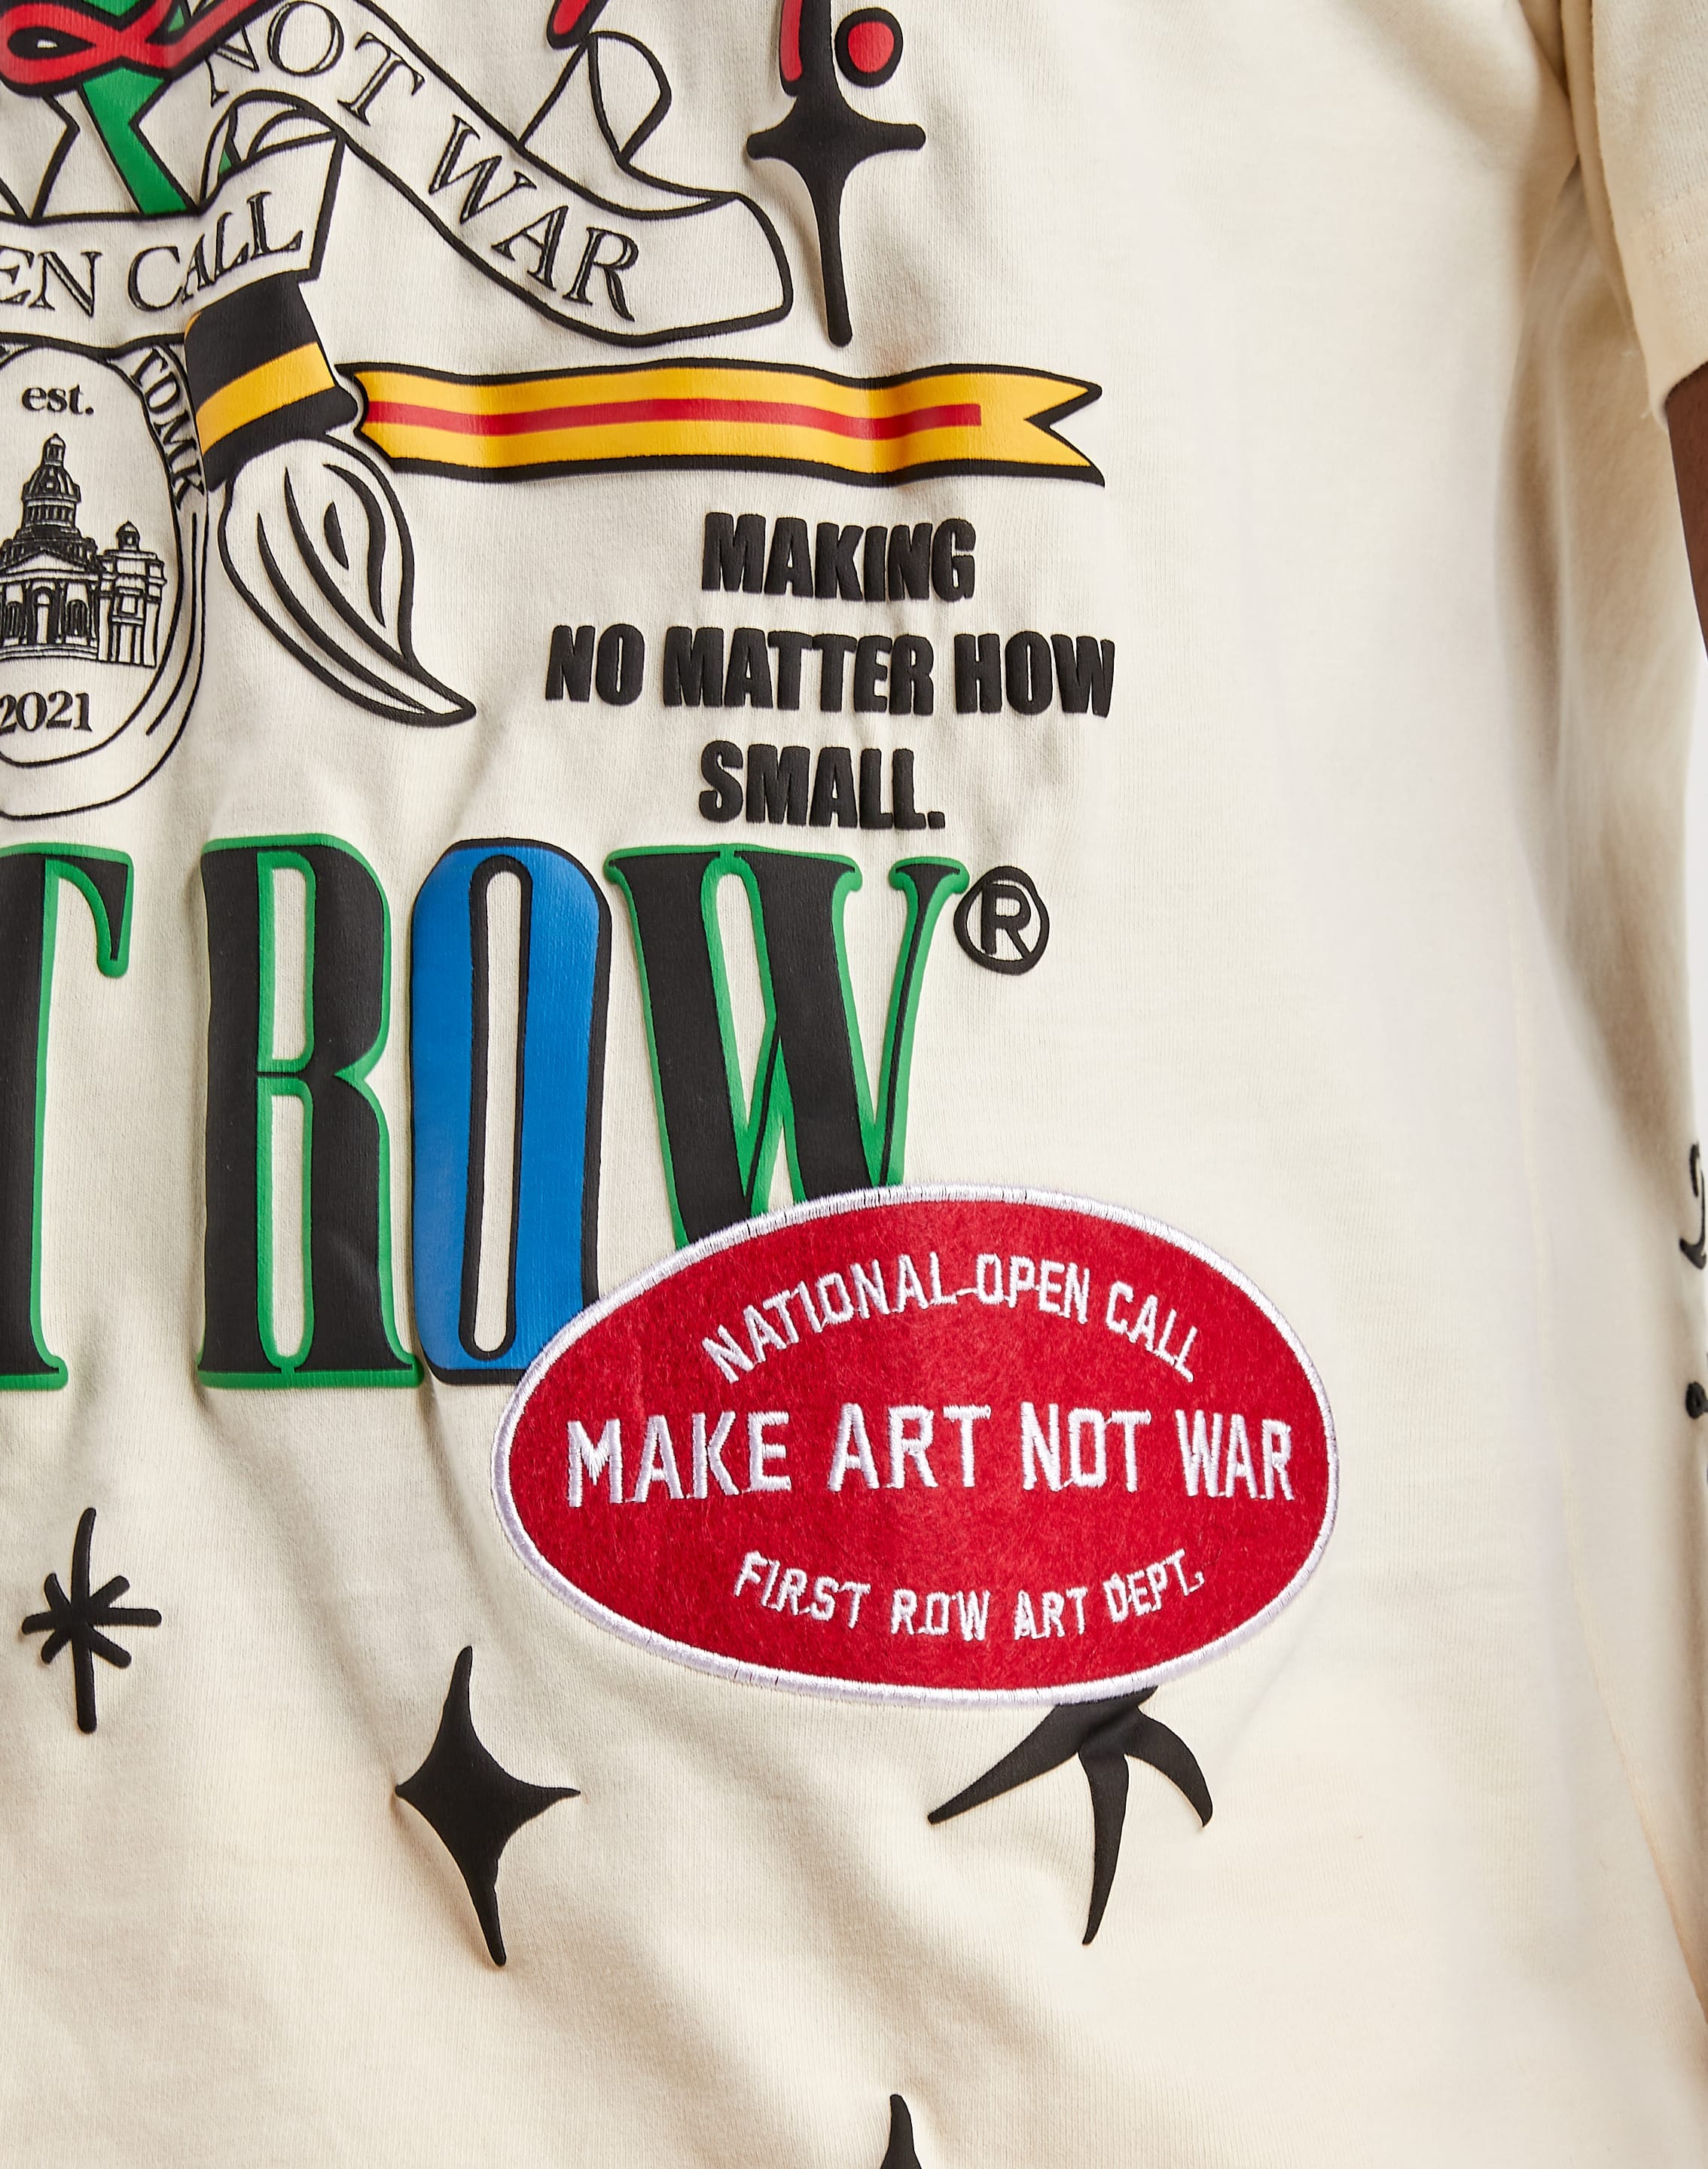 NOT WAR
EN CALL
est.
TDMK
2021
MAKING
NO MATTER HOW
SMALL.
T ROW®
NATIONAL OPEN CALL
MAKE ART NOT WAR
FIRST ROW ART DEPT.